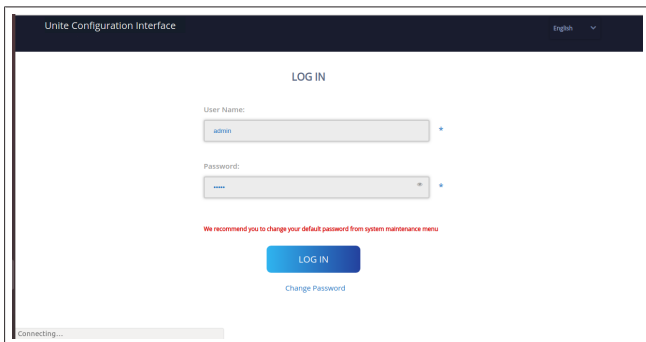 Unite Configuration Interface
English
LOG IN
User Name:
admin
*
Password:
•••••
*
We recommend you to change your default password from system maintenance menu
LOG IN
Change Password
Connecting...